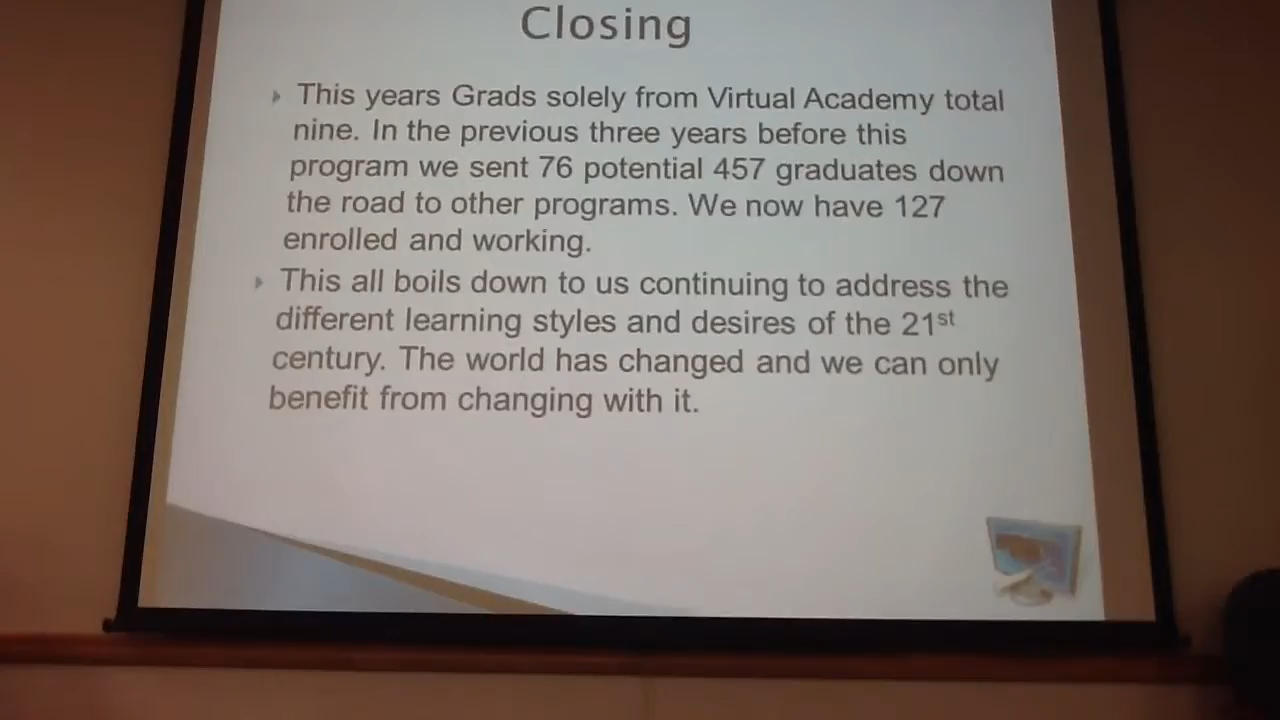 Closing
This years Grads solely from Virtual Academy total
nine. In the previous three years before this
program we sent 76 potential 457 graduates down
the road to other programs. We now have 127
enrolled and working.
This all boils down to us continuing to address the
different learning styles and desires of the 21st
century. The world has changed and we can only
benefit from changing with it.